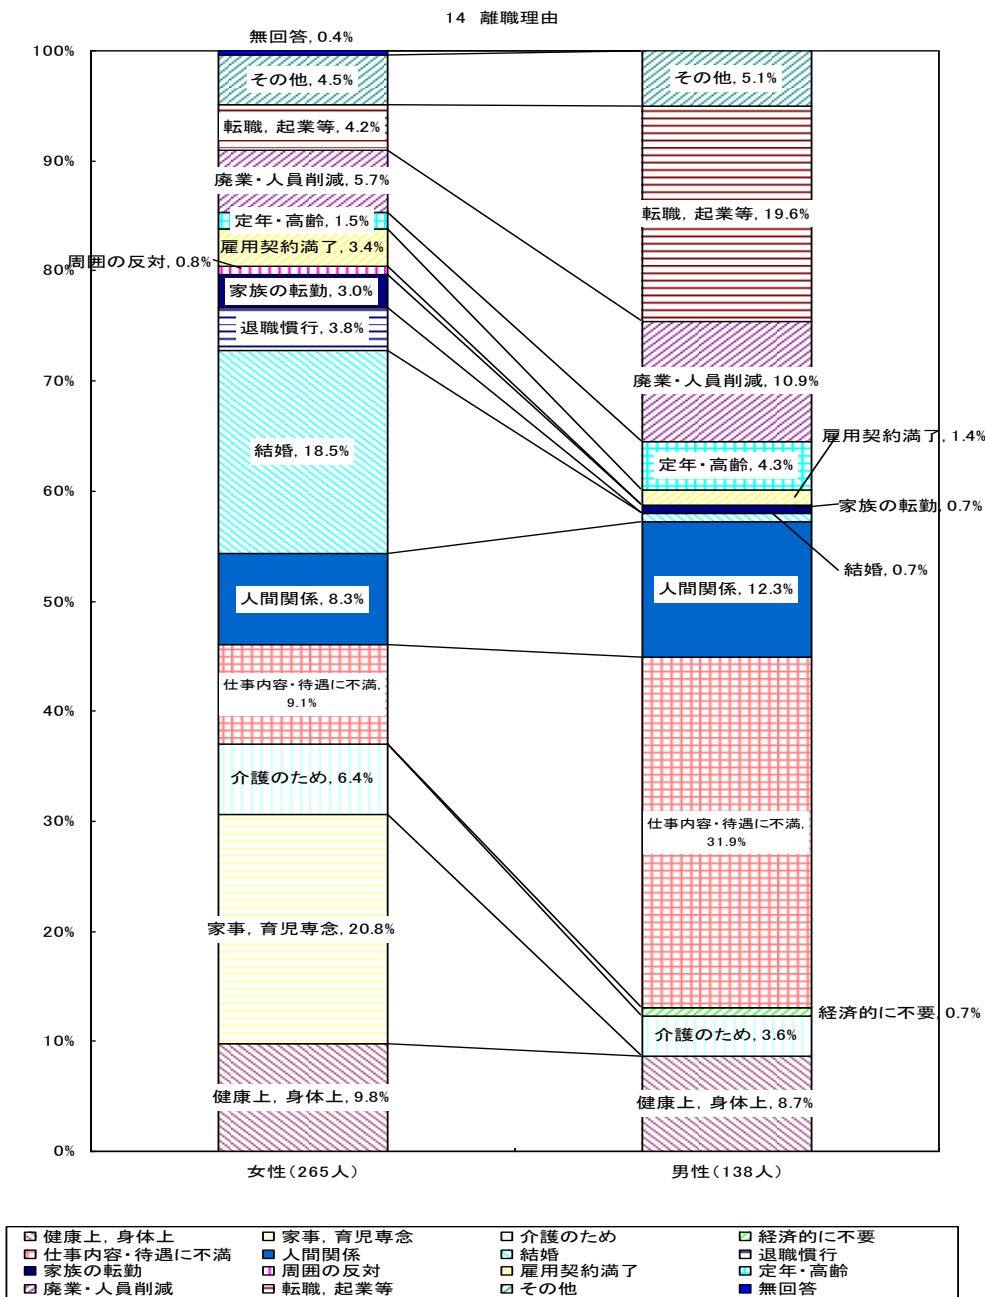 14 離職理由
100%
90%
80%
70%
60%
50%
40%
30%
20%
10%
0%
無回答, 0.4%
その他, 4.5%
転職, 起業等, 4.2%
廃業・人員削減, 5.7%
定年・高齢, 1.5%
雇用契約満了, 3.4%
周囲の反対, 0.8%
家族の転勤, 3.0%
退職慣行, 3.8%
結婚, 18.5%
人間関係, 8.3%
仕事内容・待遇に不満,
9.1%
介護のため, 6.4%
家事, 育児専念, 20.8%
健康上, 身体上, 9.8%
女性(265人)
その他, 5.1%
転職, 起業等, 19.6%
廃業・人員削減, 10.9%
雇用契約満了, 1.4%
定年・高齢, 4.3%
家族の転勤, 0.7%
結婚, 0.7%
人間関係, 12.3%
仕事内容・待遇に不満,
31.9%
経済的に不要, 0.7%
介護のため, 3.6%
健康上, 身体上, 8.7%
男性(138人)
健康上, 身体上 家事, 育児専念 介護のため 経済的に不要
仕事内容・待遇に不満 人間関係 結婚 退職慣行
家族の転勤 周囲の反対 雇用契約満了 定年・高齢
廃業・人員削減 転職, 起業等 その他 無回答